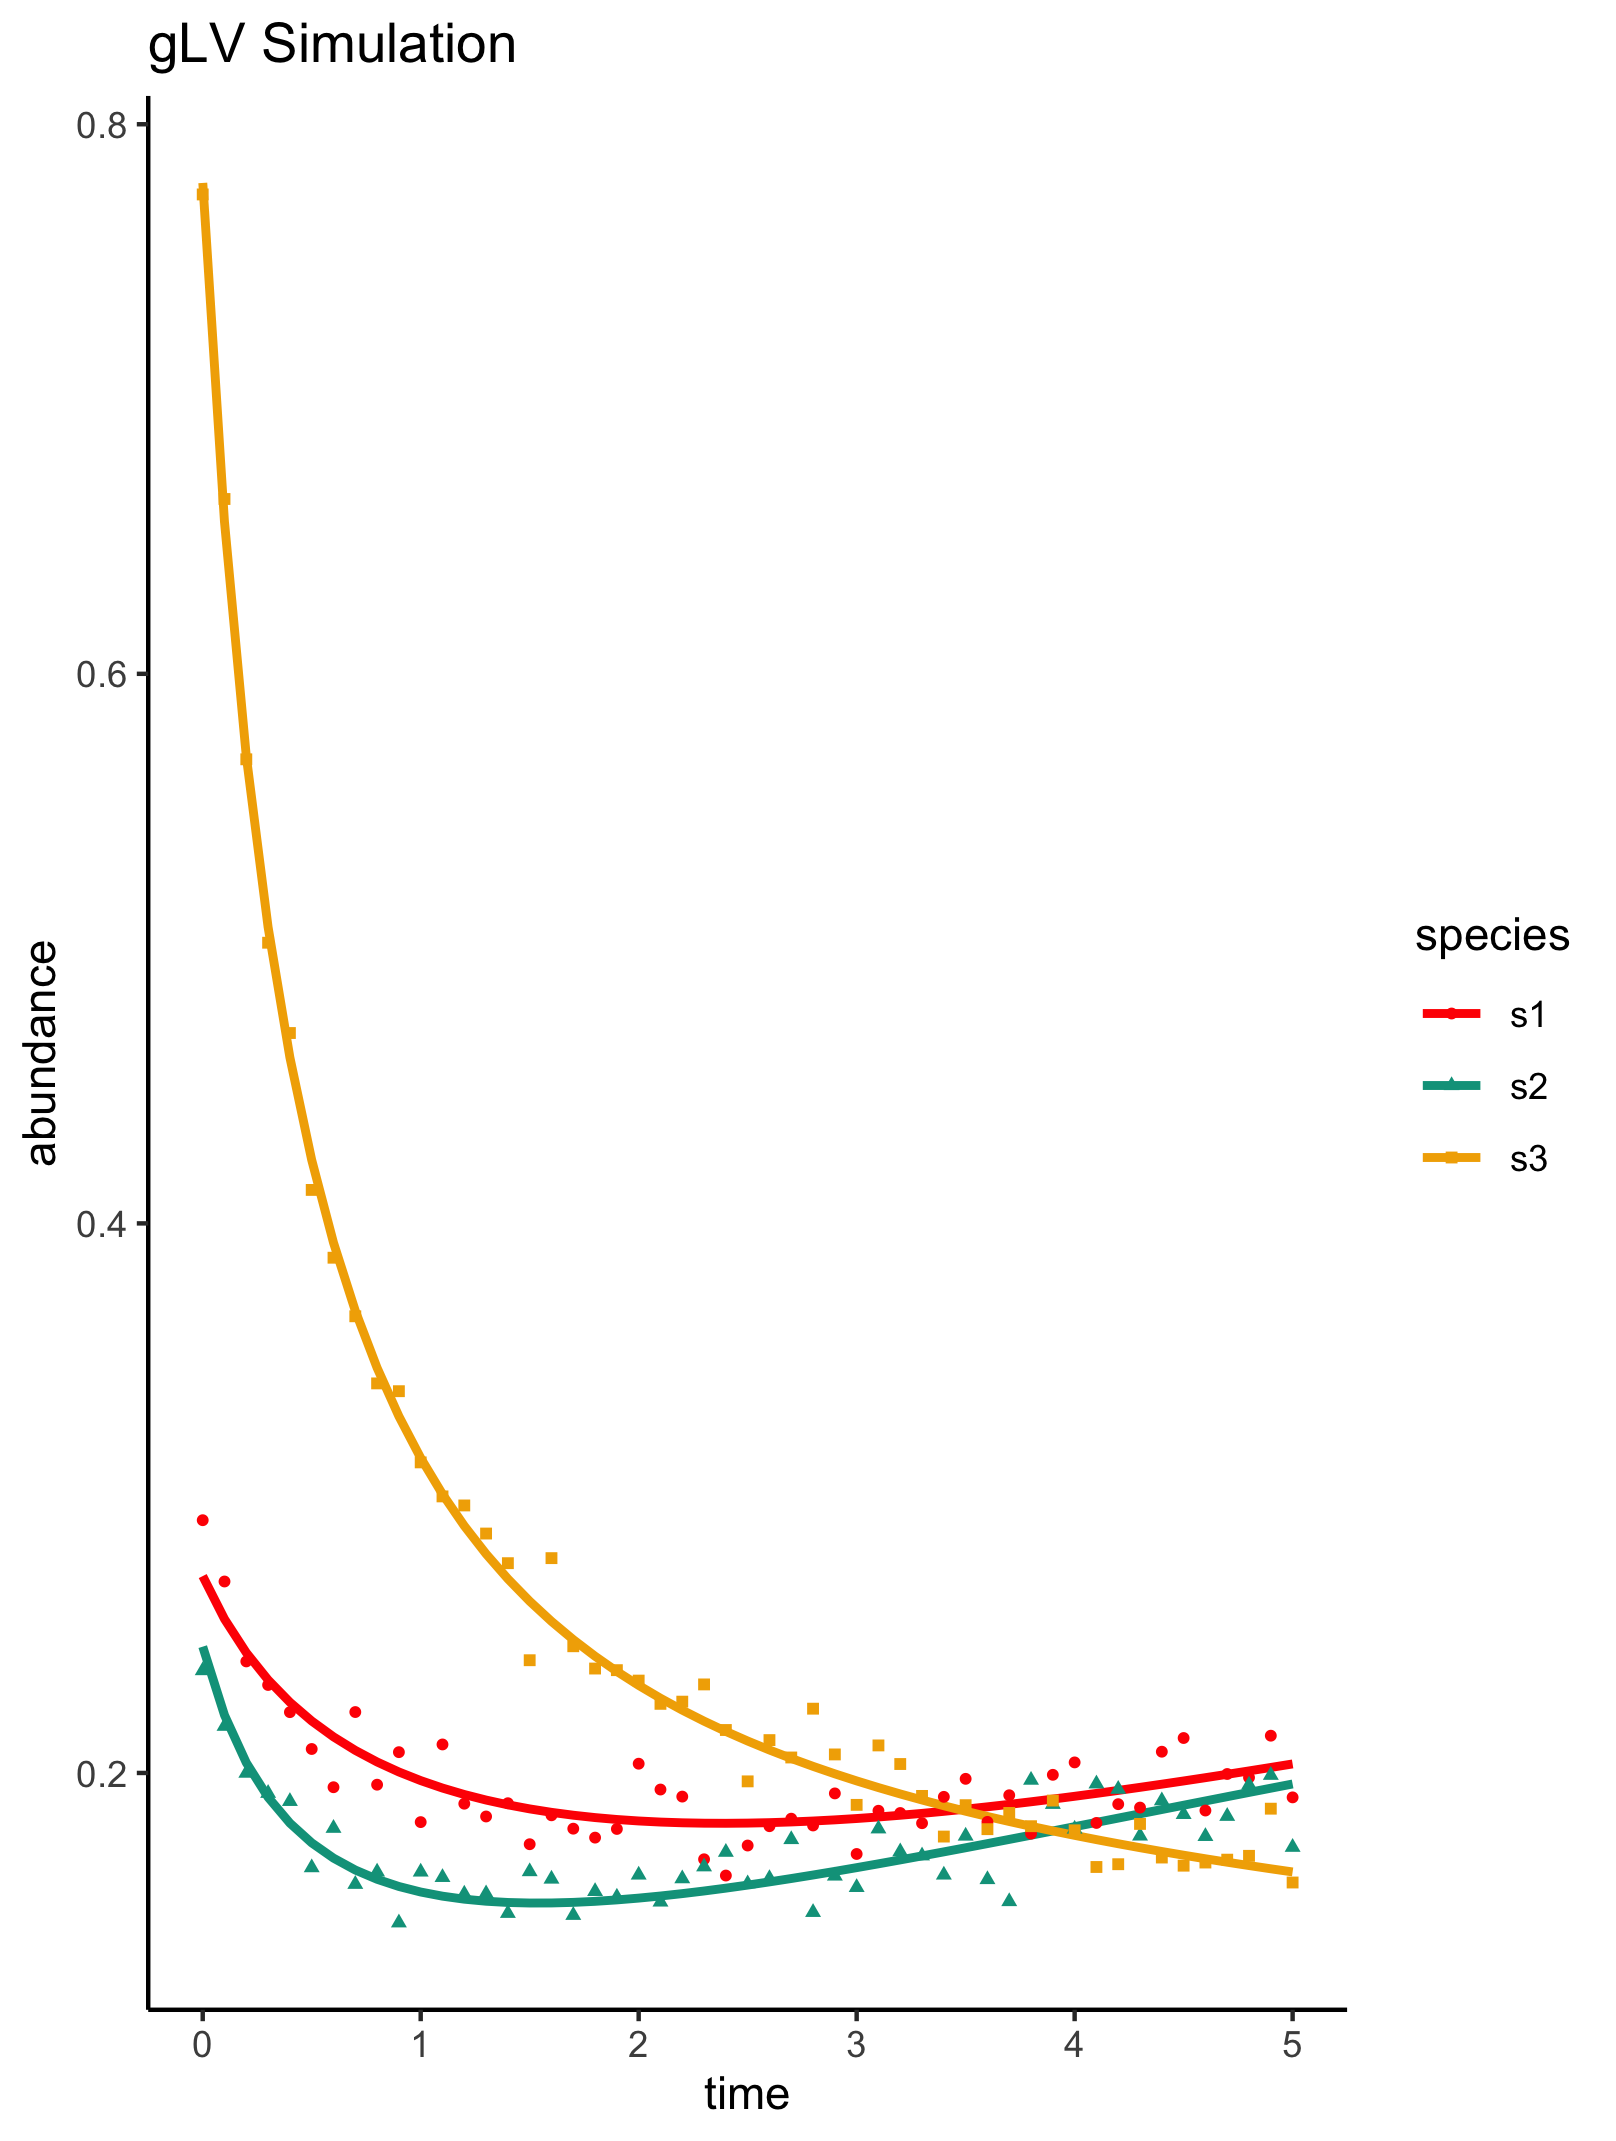 gLV Simulation
0.8
0.6
0.4
0.2
abundance
0 1 2 3 4 5
time
species
s1
s2
s3